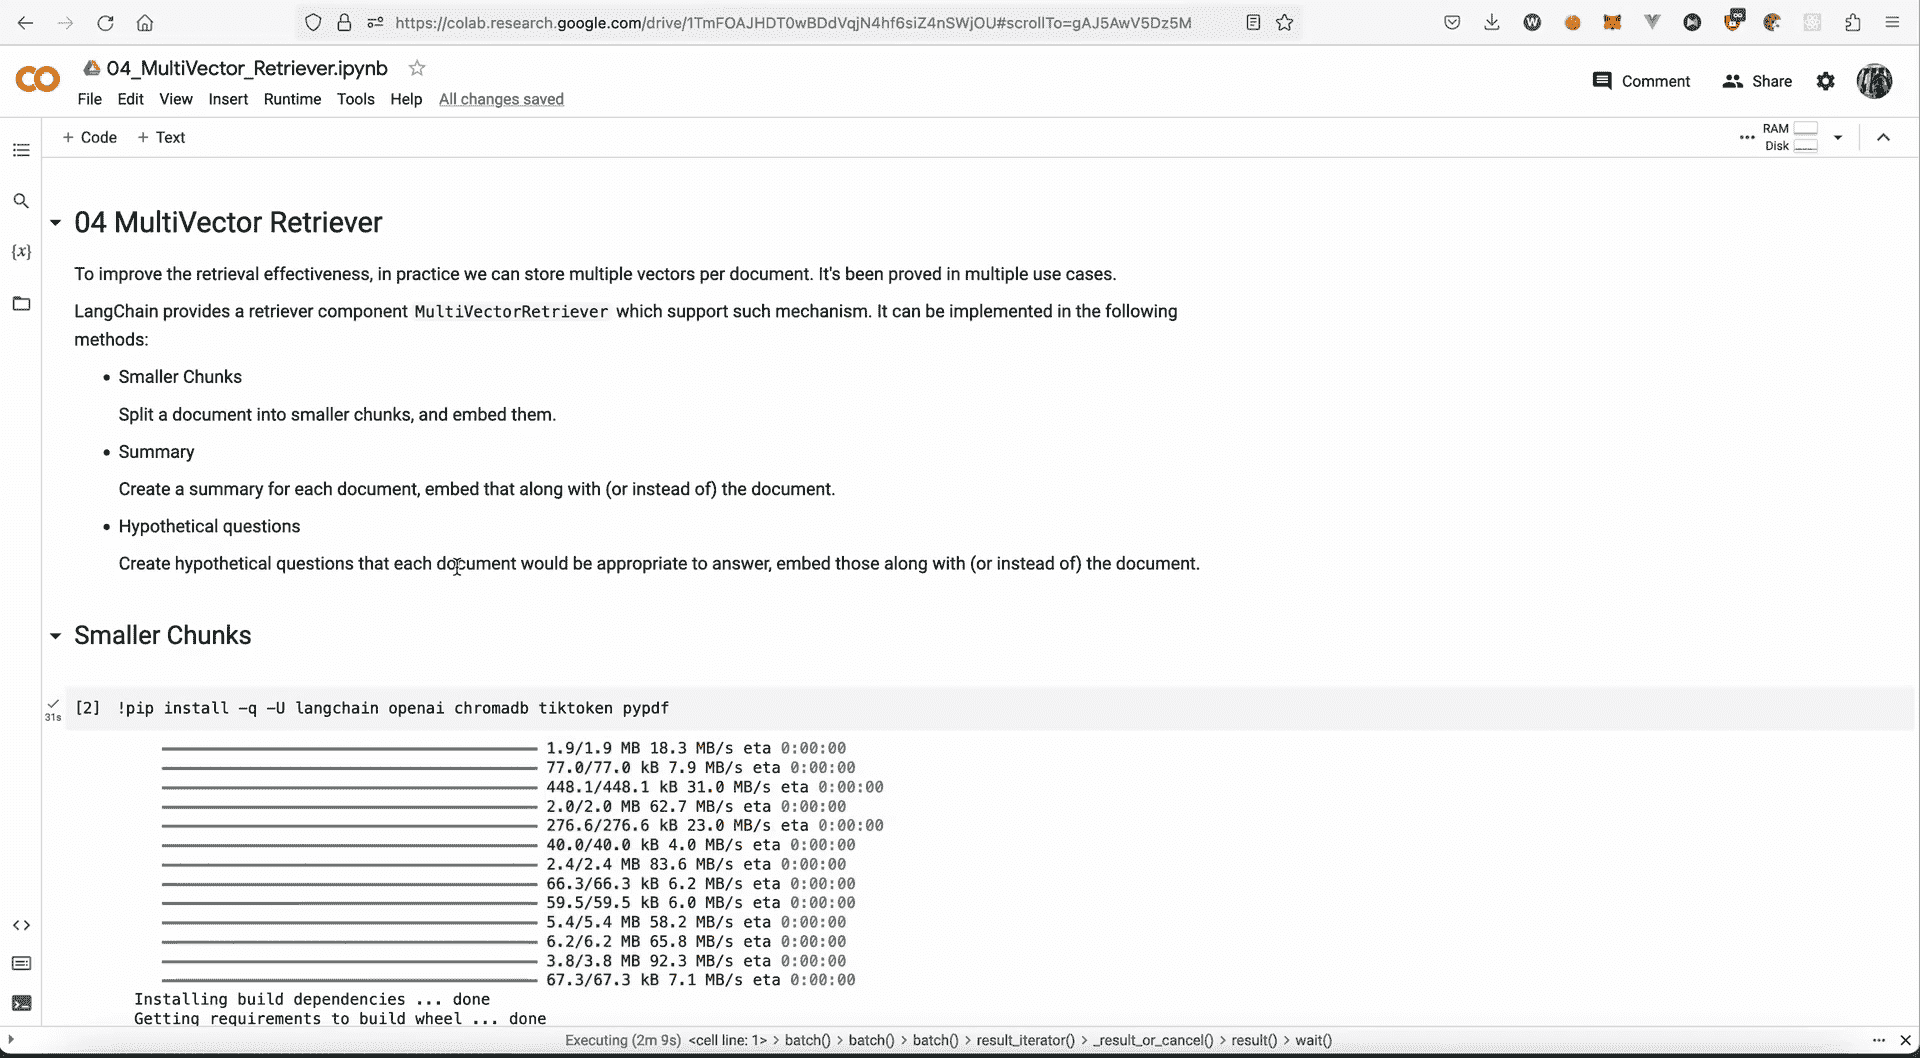 https://colab.research.google.com/drive/1TmFOAJHDT0wBDdVqjN4hf6siZ4nSWjOU#scrollTo=gAJ5AwV5Dz5M
04_MultiVector_Retriever.ipynb
File Edit View Insert Runtime Tools Help All changes saved
Comment Share
+ Code + Text
RAM
Disk
04 MultiVector Retriever
To improve the retrieval effectiveness, in practice we can store multiple vectors per document. It's been proved in multiple use cases.
LangChain provides a retriever component MultiVectorRetriever which support such mechanism. It can be implemented in the following
methods:
• Smaller Chunks
Split a document into smaller chunks, and embed them.
• Summary
Create a summary for each document, embed that along with (or instead of) the document.
• Hypothetical questions
Create hypothetical questions that each document would be appropriate to answer, embed those along with (or instead of) the document.
Smaller Chunks
31s
[2] !pip install -q -U langchain openai chromadb tiktoken pypdf
1.9/1.9 MB 18.3 MB/s eta 0:00:00
77.0/77.0 kB 7.9 MB/s eta 0:00:00
448.1/448.1 kB 31.0 MB/s eta 0:00:00
2.0/2.0 MB 62.7 MB/s eta 0:00:00
276.6/276.6 kB 23.0 MB/s eta 0:00:00
40.0/40.0 kB 4.0 MB/s eta 0:00:00
2.4/2.4 MB 83.6 MB/s eta 0:00:00
66.3/66.3 kB 6.2 MB/s eta 0:00:00
59.5/59.5 kB 6.0 MB/s eta 0:00:00
5.4/5.4 MB 58.2 MB/s eta 0:00:00
6.2/6.2 MB 65.8 MB/s eta 0:00:00
3.8/3.8 MB 92.3 MB/s eta 0:00:00
67.3/67.3 kB 7.1 MB/s eta 0:00:00
Installing build dependencies ... done
Getting requirements to build wheel ... done
Executing (2m 9s) <cell line: 1> > batch() > batch() > batch() > result_iterator() > _result_or_cancel() > result() > wait()